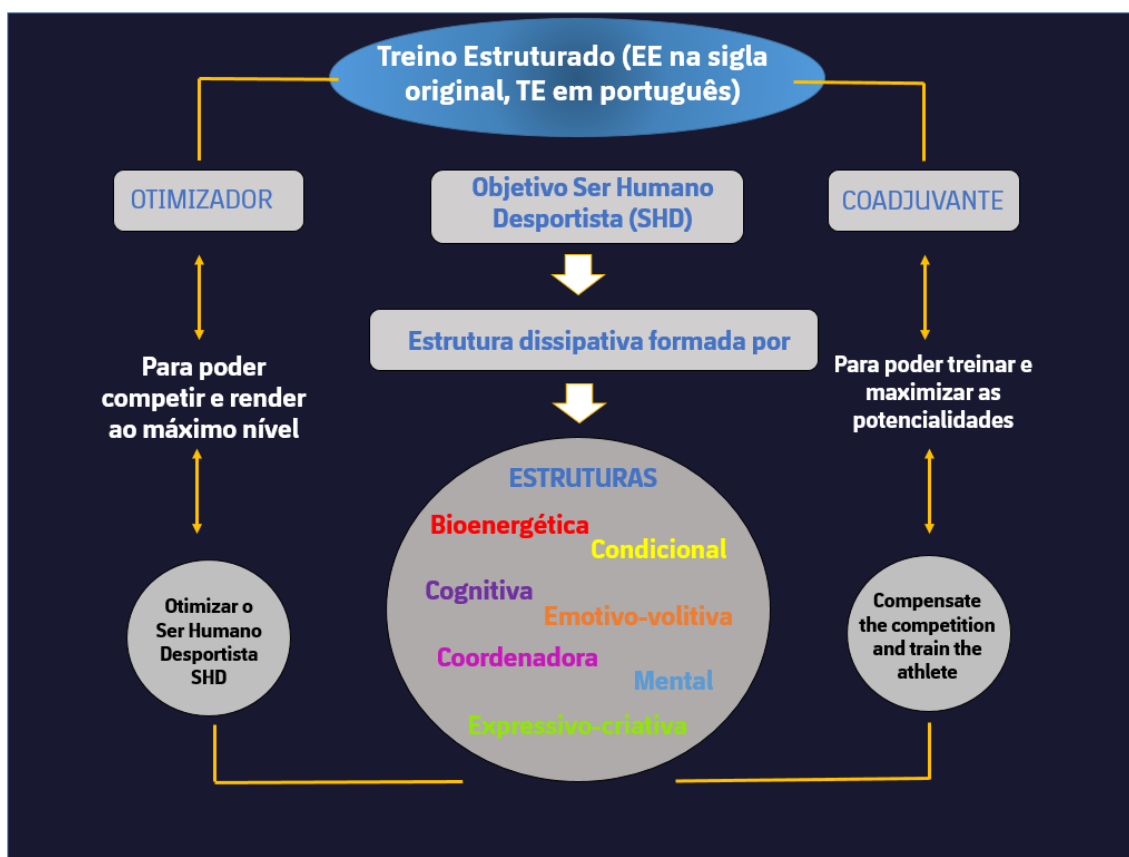 Treino Estruturado (EE na sigla
original, TE em português)
OTIMIZADOR
Objetivo Ser Humano
Desportista (SHD)
COADJUVANTE
Estrutura dissipativa formada por
Para poder
competir e render
ao máximo nível
Para poder treinar e
maximizar as
potencialidades
ESTRUTURAS
Bioenergética
Condicional
Cognitiva
Emotivo-volitiva
Coordenadora
Mental
Expressivo-criativa
Otimizar o
Ser Humano
Desportista
SHD
Compensate
the competition
and train the
athlete